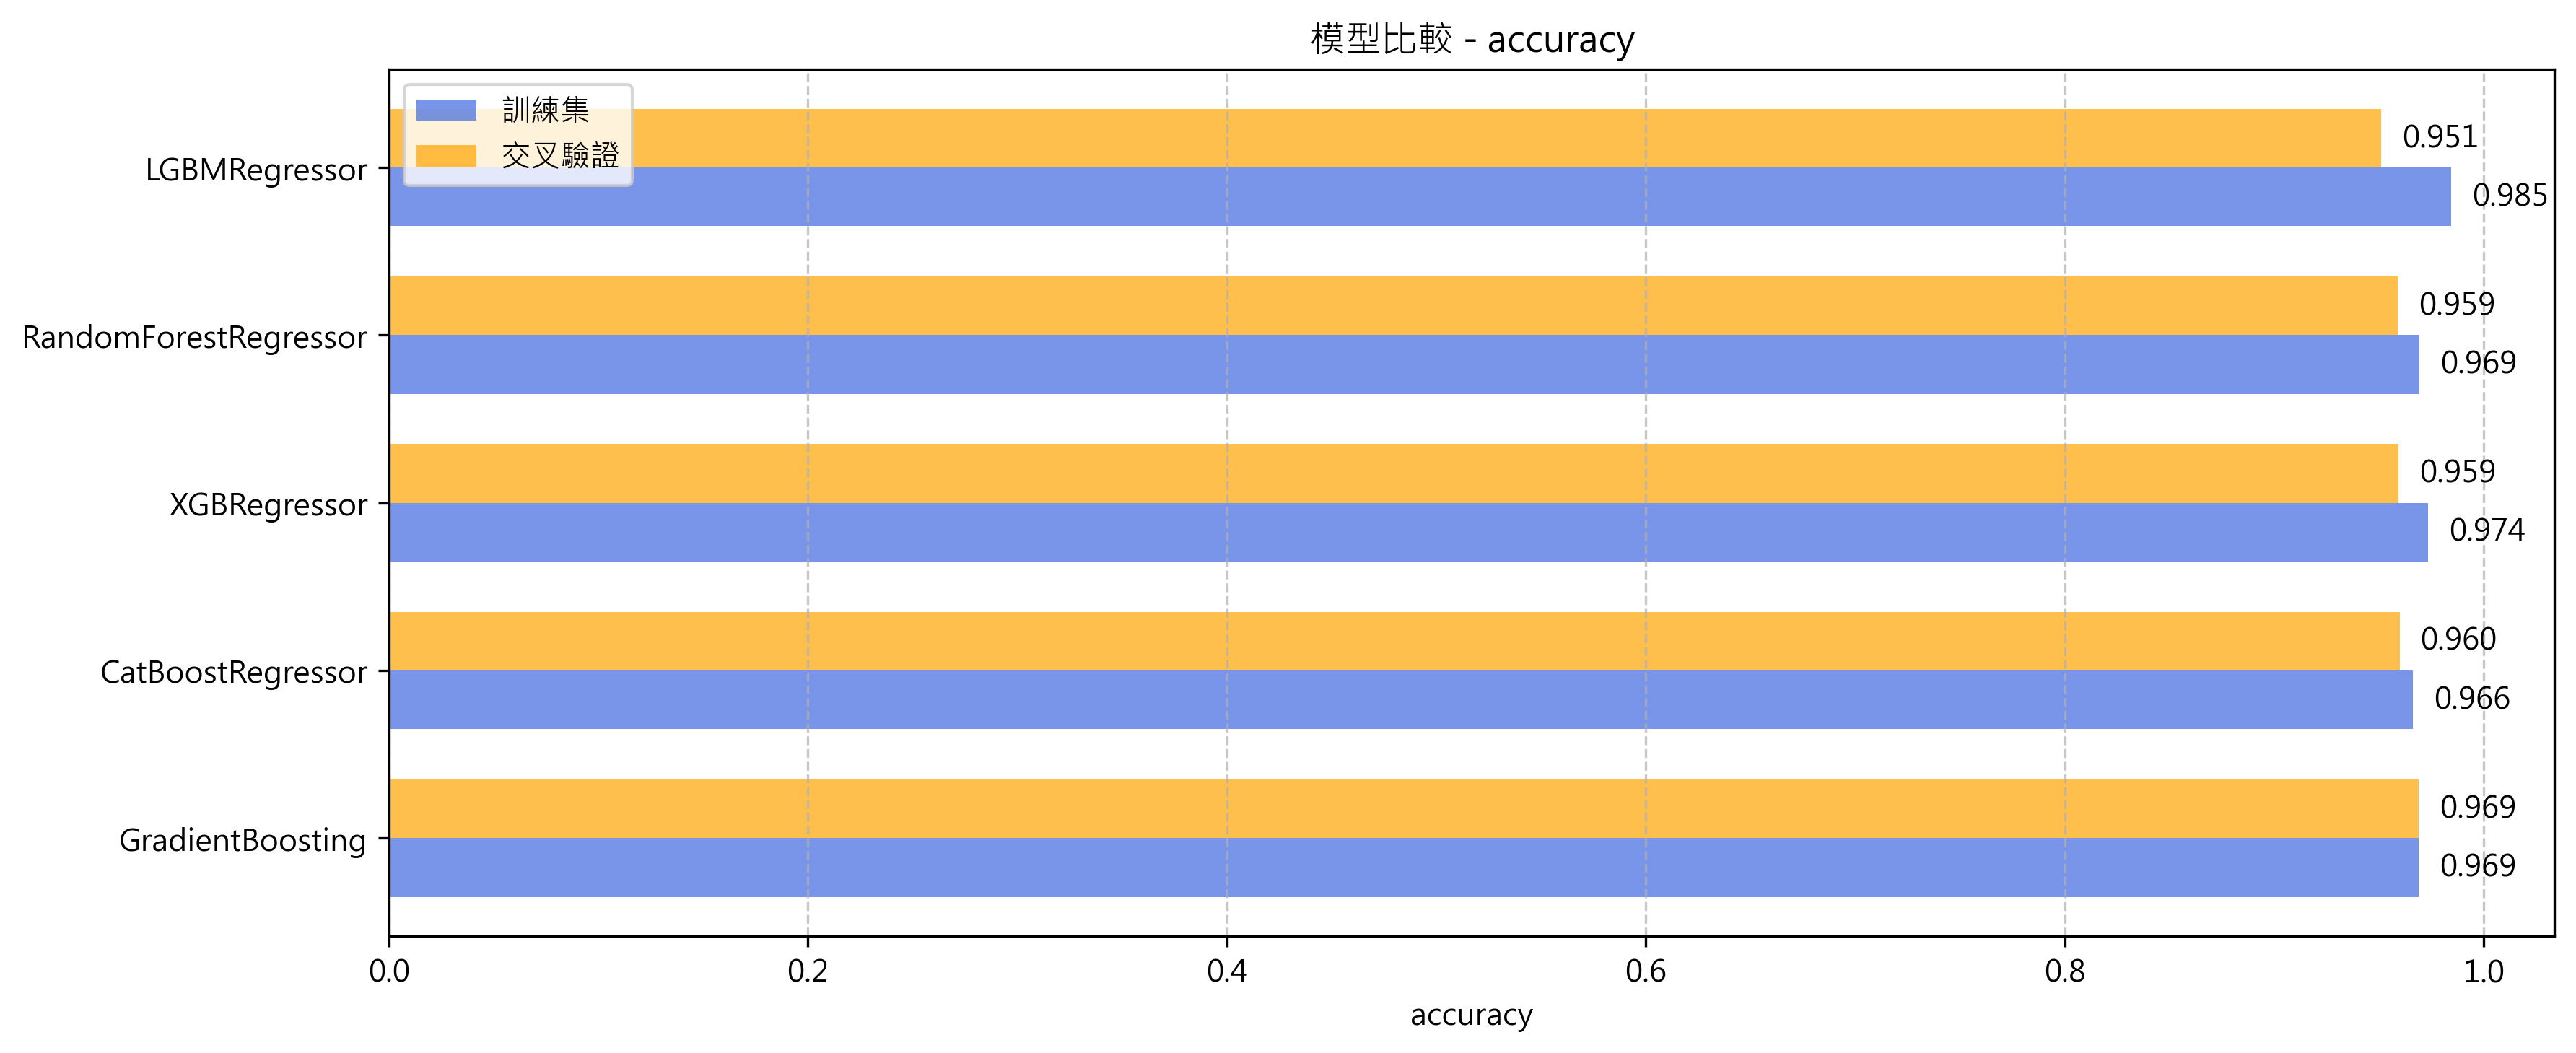 模型比較 - accuracy
訓練集
交叉驗證
LGBMRegressor
0.951
0.985
RandomForestRegressor
0.959
0.969
XGBRegressor
0.959
0.974
CatBoostRegressor
0.960
0.966
GradientBoosting
0.969
0.969
0.0 0.2 0.4 0.6 0.8 1.0
accuracy